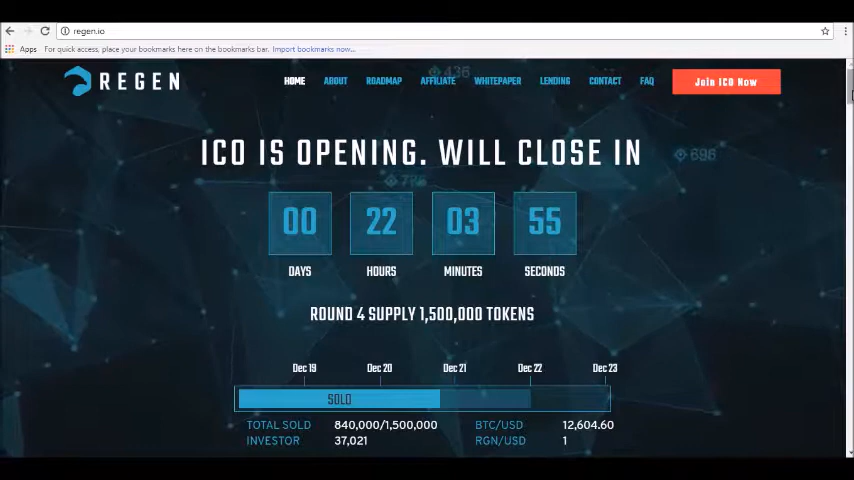 regen.io
Apps For quick access, place your bookmarks here on the bookmarks bar. Import bookmarks now...
REGEN HOME ABOUT ROADMAP AFFILIATE WHITEPAPER LENDING CONTACT FAQ Join ICO Now
436
ICO IS OPENING. WILL CLOSE IN
696
00 22 03 55
DAYS HOURS MINUTES SECONDS
ROUND 4 SUPPLY 1,500,000 TOKENS
Dec 19 Dec 20 Dec 21 Dec 22 Dec 23
SOLD
TOTAL SOLD 840,000/1,500,000 BTC/USD 12,604.60
INVESTOR 37,021 RGN/USD 1